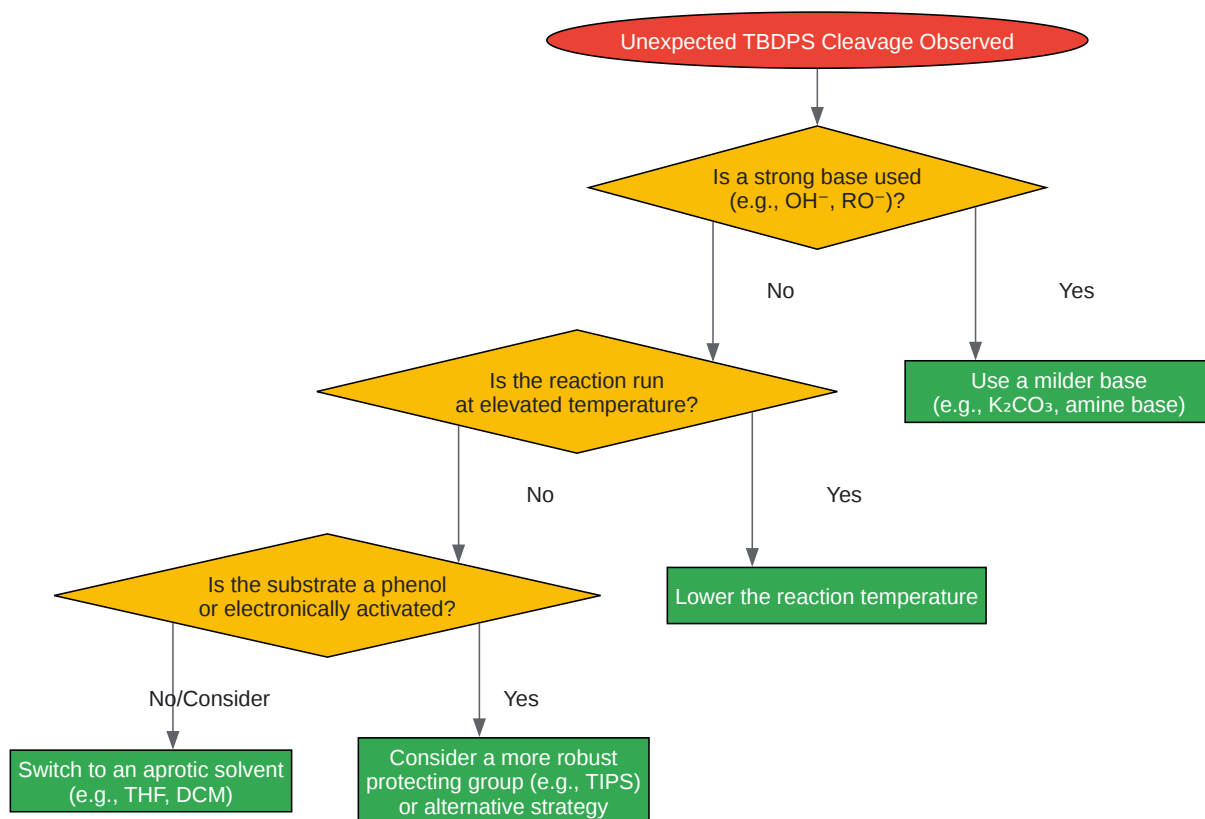 Unexpected TBDPS Cleavage Observed
Is a strong base used
(e.g., OH⁻, RO⁻)?
No
Yes
Is the reaction run
at elevated temperature?
Use a milder base
(e.g., K₂CO₃, amine base)
No
Yes
Is the substrate a phenol
or electronically activated?
Lower the reaction temperature
No/Consider
Yes
Switch to an aprotic solvent
(e.g., THF, DCM)
Consider a more robust
protecting group (e.g., TIPS)
or alternative strategy